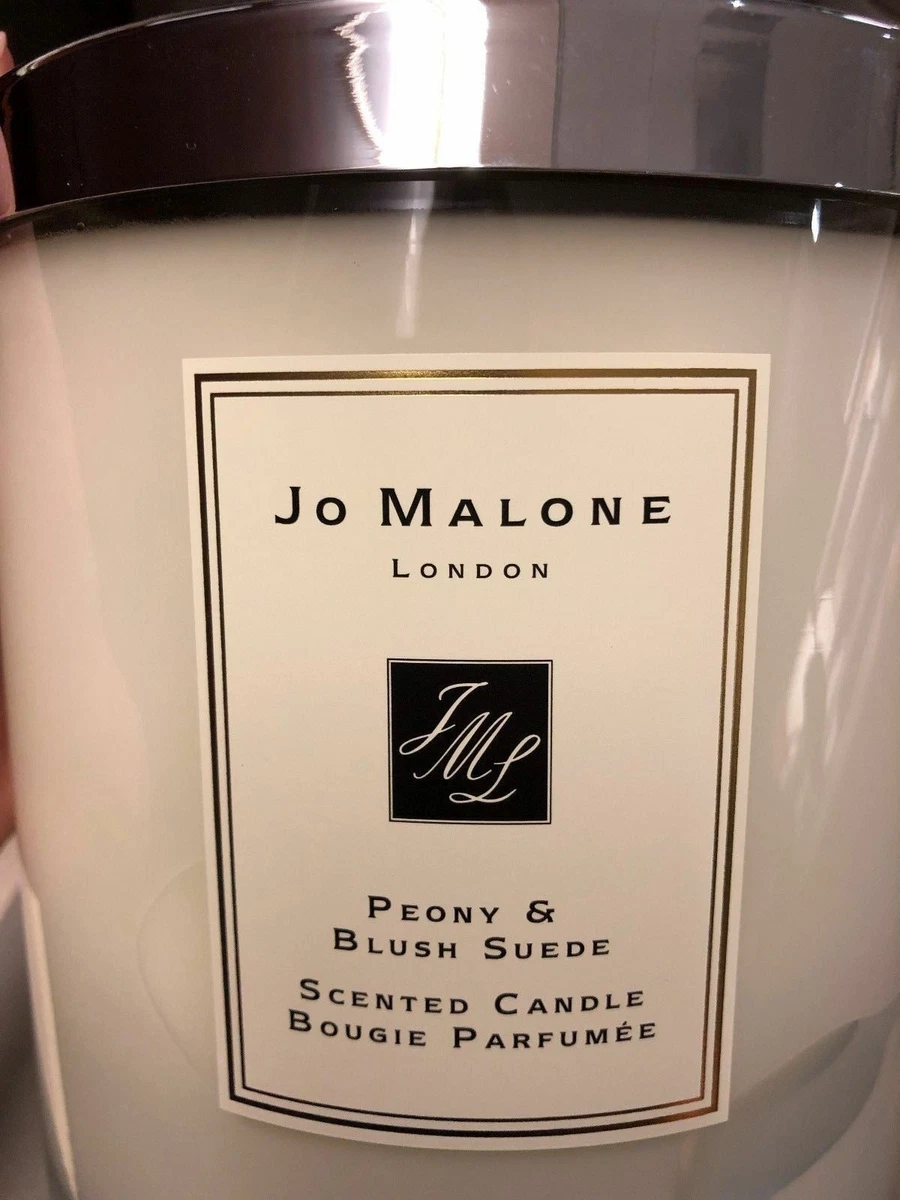 Jo Malone
London
JML
Peony &
Blush Suede
Scented Candle
Bougie Parfumée